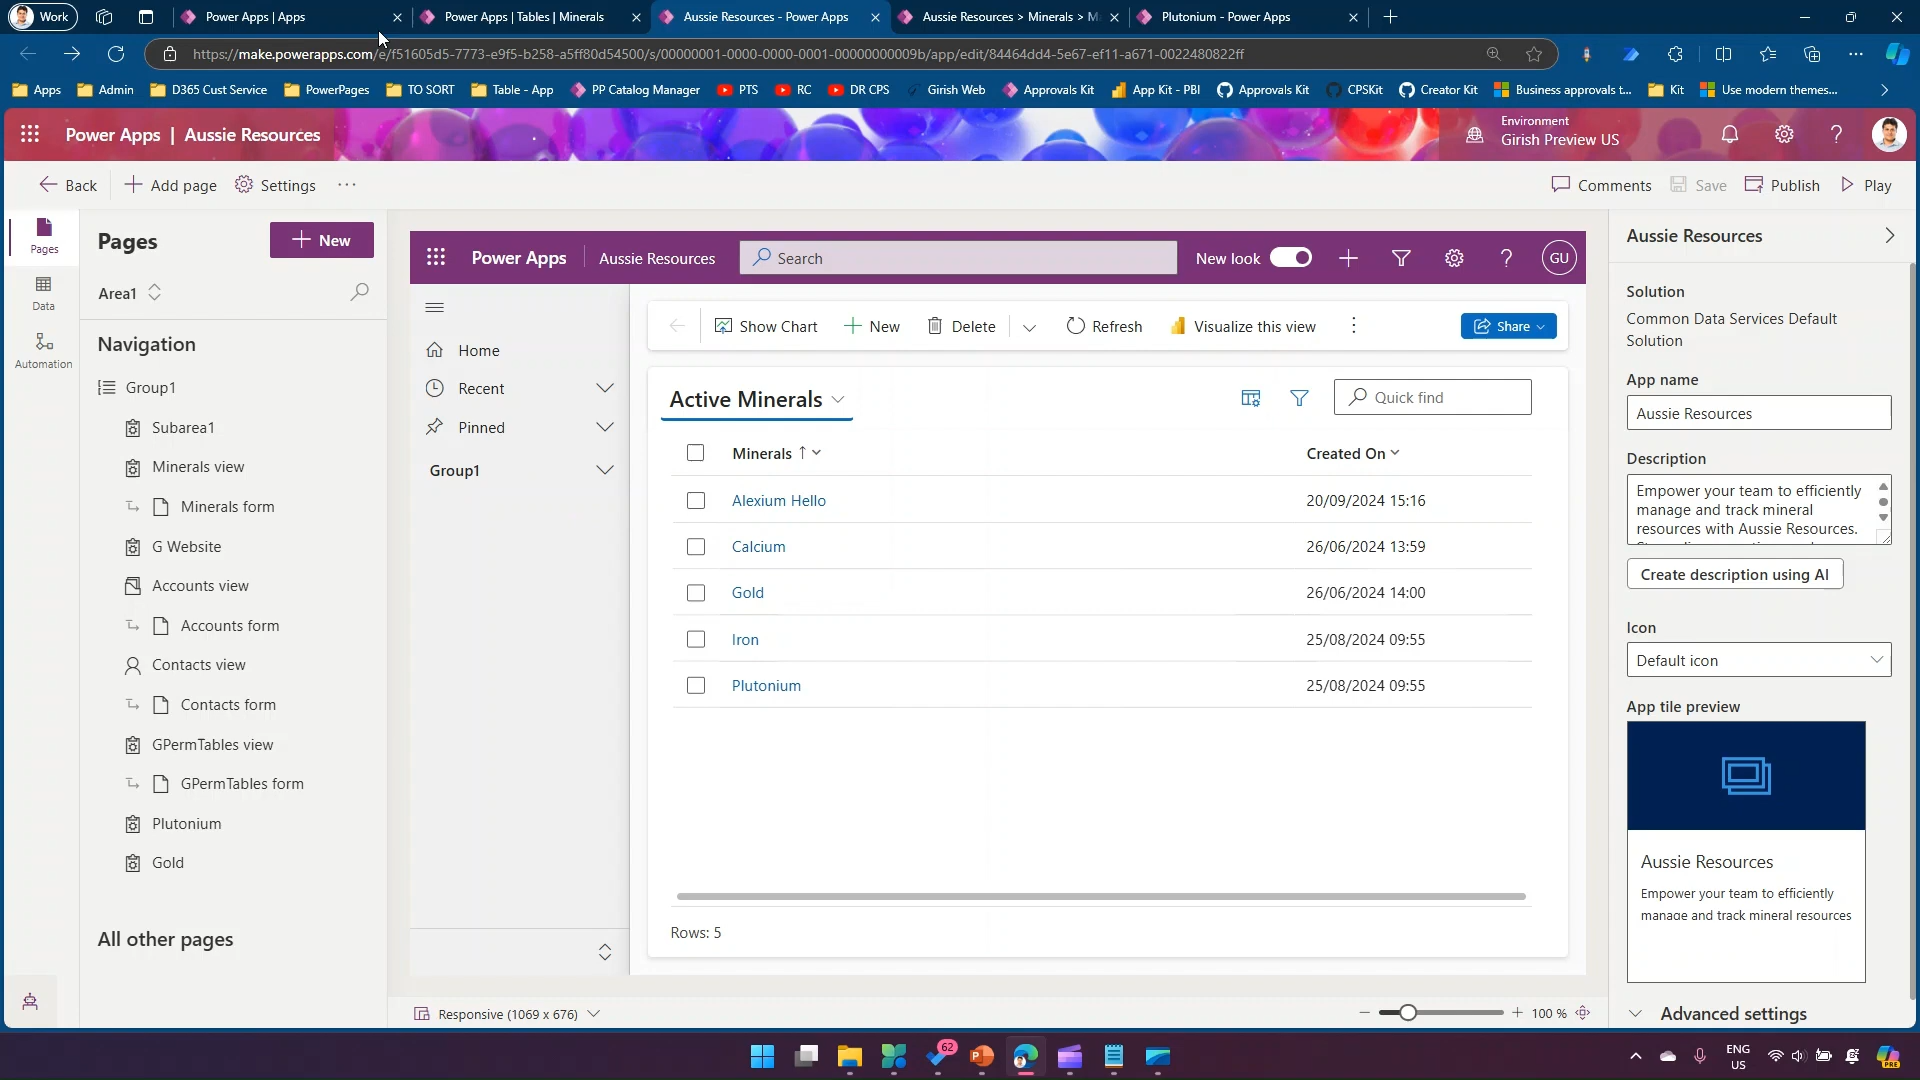 Work
Power Apps | Apps
Power Apps | Tables | Minerals
Aussie Resources - Power Apps
Aussie Resources > Minerals > M
Plutonium - Power Apps
https://make.powerapps.com/e/f51605d5-7773-e9f5-b258-a5ff80d54500/s/00000001-0000-0000-0001-00000000009b/app/edit/84464dd4-5e67-ef11-a671-0022480822ff
Apps
Admin
D365 Cust Service
PowerPages
TO SORT
Table - App
PP Catalog Manager
PTS
RC
DR CPS
Girish Web
Approvals Kit
App Kit - PBI
Approvals Kit
CPSKit
Creator Kit
Business approvals t...
Kit
Use modern themes...
Power Apps | Aussie Resources
Environment
Girish Preview US
Back
Add page
Settings
Comments
Save
Publish
Play
Pages
Data
Automation
Pages
New
Area1
Navigation
Group1
Subarea1
Minerals view
Minerals form
G Website
Accounts view
Accounts form
Contacts view
Contacts form
GPermTables view
GPermTables form
Plutonium
Gold
All other pages
Power Apps
Aussie Resources
Search
New look
GU
Home
Recent
Pinned
Group1
Show Chart
New
Delete
Refresh
Visualize this view
Share
Active Minerals
Quick find
Minerals
Created On
Alexium Hello 20/09/2024 15:16
Calcium 26/06/2024 13:59
Gold 26/06/2024 14:00
Iron 25/08/2024 09:55
Plutonium 25/08/2024 09:55
Rows: 5
Responsive (1069 x 676)
100 %
Aussie Resources
Solution
Common Data Services Default
Solution
App name
Aussie Resources
Description
Empower your team to efficiently
manage and track mineral
resources with Aussie Resources.
Create description using AI
Icon
Default icon
App tile preview
Aussie Resources
Empower your team to efficiently
manage and track mineral resources
Advanced settings
62
ENG
US
PRE